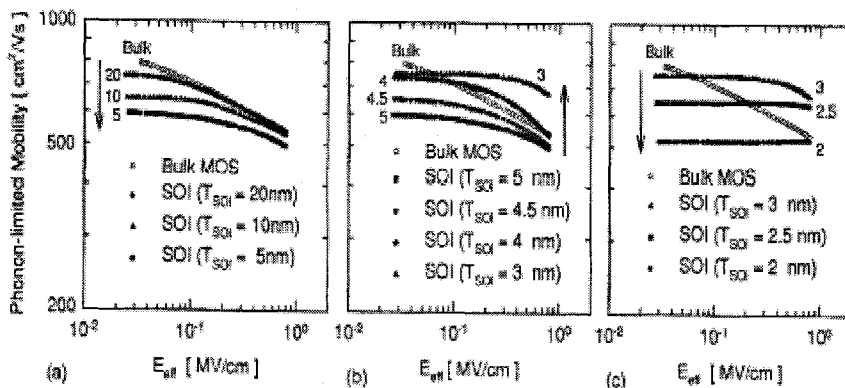 Phonon-limited Mobility [ cm²/Vs ]
1000
500
200
Bulk
20
10
5
Bulk MOS
SOI (T_SOI = 20nm)
SOI (T_SOI = 10nm)
SOI (T_SOI = 5nm)
10⁻² 10⁻¹ 10⁰
(a) E_eff [ MV/cm ]
Bulk
4
4.5
5
3
Bulk MOS
SOI (T_SOI = 5 nm)
SOI (T_SOI = 4.5 nm)
SOI (T_SOI = 4 nm)
SOI (T_SOI = 3 nm)
10⁻² 10⁻¹ 10⁰
(b) E_eff [ MV/cm ]
Bulk
3
2.5
2
Bulk MOS
SOI (T_SOI = 3 nm)
SOI (T_SOI = 2.5 nm)
SOI (T_SOI = 2 nm)
10⁻² 10⁻¹ 10⁰
(c) E_eff [ MV/cm ]